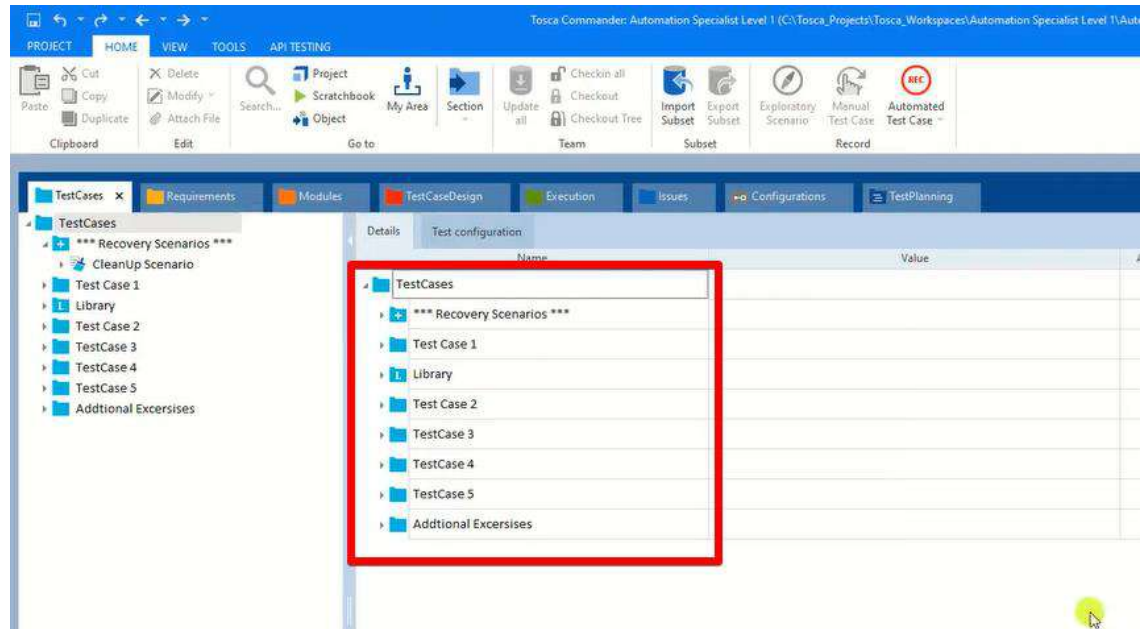 Tosca Commander: Automation Specialist Level 1 (C:\Tosca_Projects\Tosca_Workspaces\Automation Specialist Level 1\Aut
PROJECT HOME VIEW TOOLS API TESTING
Cut Delete Project Checkin all
Paste Copy Modify Search... Scratchbook My Area Section Update all Checkout Import Subset Export Subset Exploratory Scenario Manual Test Case REC Automated Test Case
Duplicate Attach File Object Checkout Tree
Clipboard Edit Go to Team Subset Record
TestCases x Requirements Modules TestCaseDesign Execution Issues Configurations TestPlanning
TestCases
*** Recovery Scenarios ***
CleanUp Scenario
Test Case 1
Library
Test Case 2
TestCase 3
TestCase 4
TestCase 5
Addtional Excersises
Details Test configuration
Name Value
TestCases
*** Recovery Scenarios ***
Test Case 1
Library
Test Case 2
TestCase 3
TestCase 4
TestCase 5
Addtional Excersises